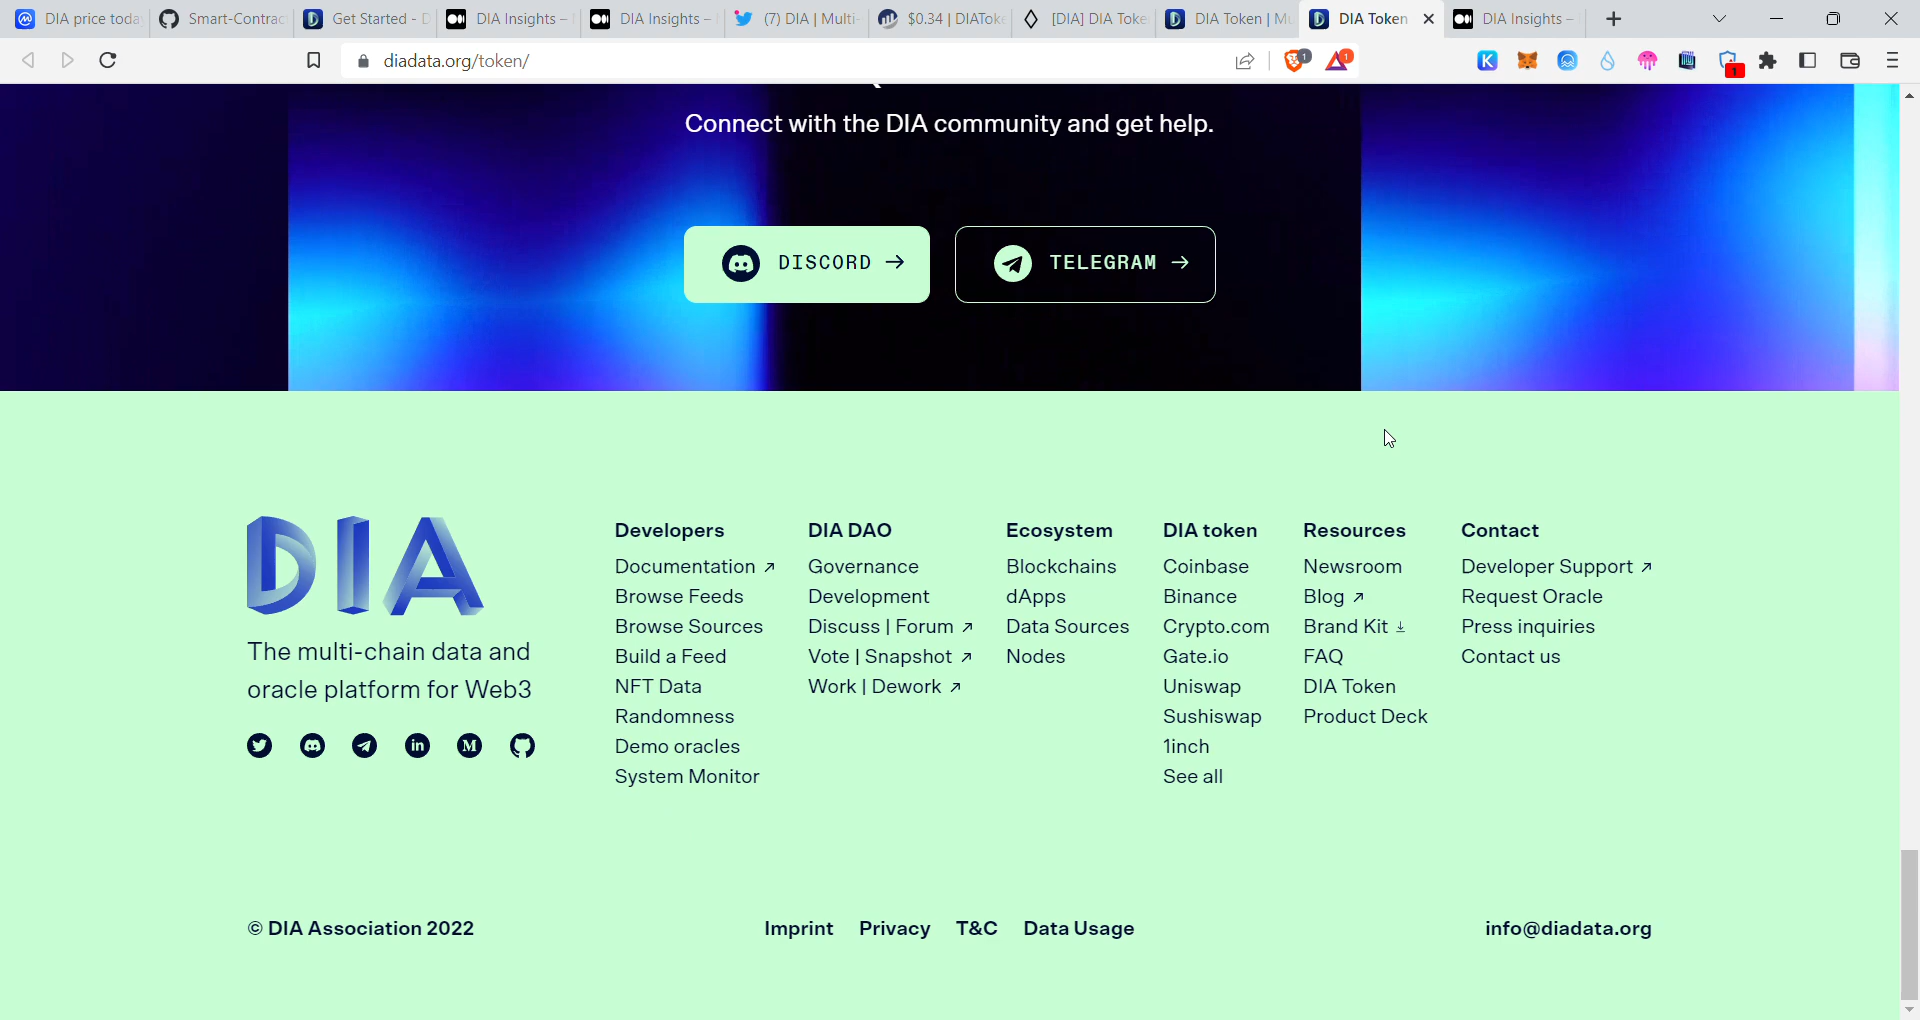 DIA price today
Smart-Contrac
Get Started - D
DIA Insights –
DIA Insights –
(7) DIA | Multi-
$0.34 | DIAToke
[DIA] DIA Toke
DIA Token | Mu
DIA Token
DIA Insights –
diadata.org/token/
1
1
1
Connect with the DIA community and get help.
DISCORD →
TELEGRAM →
DIA
The multi-chain data and
oracle platform for Web3
Developers
Documentation ↗
Browse Feeds
Browse Sources
Build a Feed
NFT Data
Randomness
Demo oracles
System Monitor
DIA DAO
Governance
Development
Discuss | Forum ↗
Vote | Snapshot ↗
Work | Dework ↗
Ecosystem
Blockchains
dApps
Data Sources
Nodes
DIA token
Coinbase
Binance
Crypto.com
Gate.io
Uniswap
Sushiswap
1inch
See all
Resources
Newsroom
Blog ↗
Brand Kit ↓
FAQ
DIA Token
Product Deck
Contact
Developer Support ↗
Request Oracle
Press inquiries
Contact us
© DIA Association 2022
Imprint Privacy T&C Data Usage
info@diadata.org